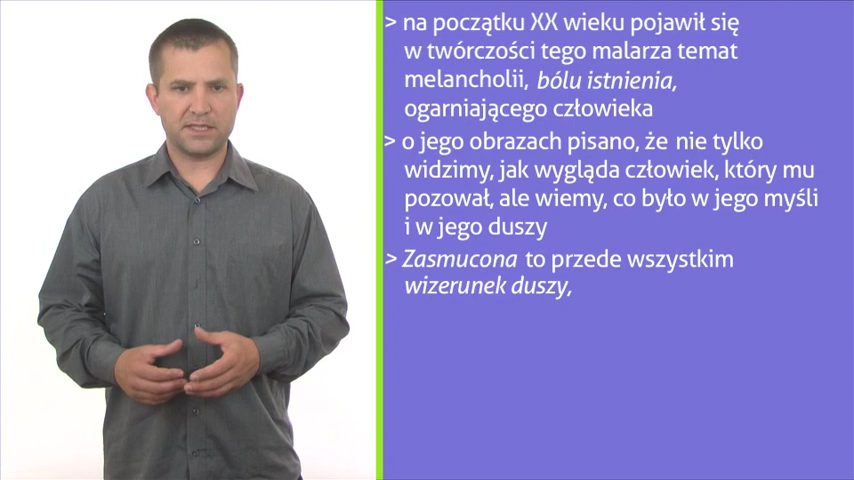 > na początku XX wieku pojawił się
w twórczości tego malarza temat
melancholii, bólu istnienia,
ogarniającego człowieka
> o jego obrazach pisano, że nie tylko
widzimy, jak wygląda człowiek, który mu
pozował, ale wiemy, co było w jego myśli
i w jego duszy
> Zasmucona to przede wszystkim
wizerunek duszy,